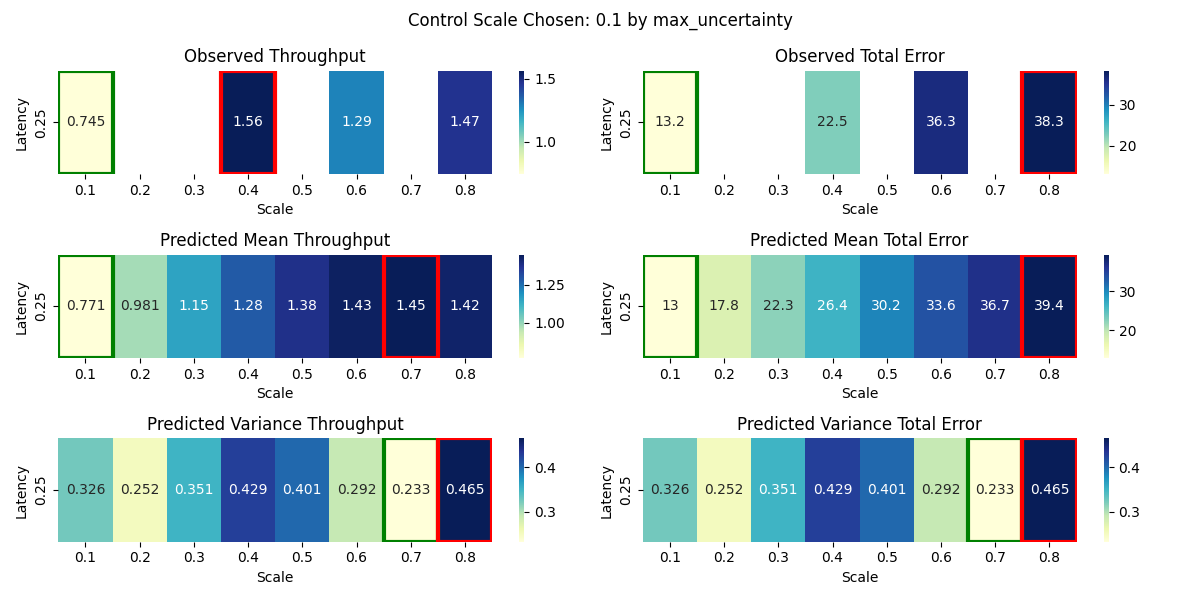 Control Scale Chosen: 0.1 by max_uncertainty
Observed Throughput
Latency
0.25
0.745
1.56
1.29
1.47
0.1 0.2 0.3 0.4 0.5 0.6 0.7 0.8
Scale
1.5
1.0
Observed Total Error
Latency
0.25
13.2
22.5
36.3
38.3
0.1 0.2 0.3 0.4 0.5 0.6 0.7 0.8
Scale
30
20
Predicted Mean Throughput
Latency
0.25
0.771 0.981 1.15 1.28 1.38 1.43 1.45 1.42
0.1 0.2 0.3 0.4 0.5 0.6 0.7 0.8
Scale
1.25
1.00
Predicted Mean Total Error
Latency
0.25
13 17.8 22.3 26.4 30.2 33.6 36.7 39.4
0.1 0.2 0.3 0.4 0.5 0.6 0.7 0.8
Scale
30
20
Predicted Variance Throughput
Latency
0.25
0.326 0.252 0.351 0.429 0.401 0.292 0.233 0.465
0.1 0.2 0.3 0.4 0.5 0.6 0.7 0.8
Scale
0.4
0.3
Predicted Variance Total Error
Latency
0.25
0.326 0.252 0.351 0.429 0.401 0.292 0.233 0.465
0.1 0.2 0.3 0.4 0.5 0.6 0.7 0.8
Scale
0.4
0.3